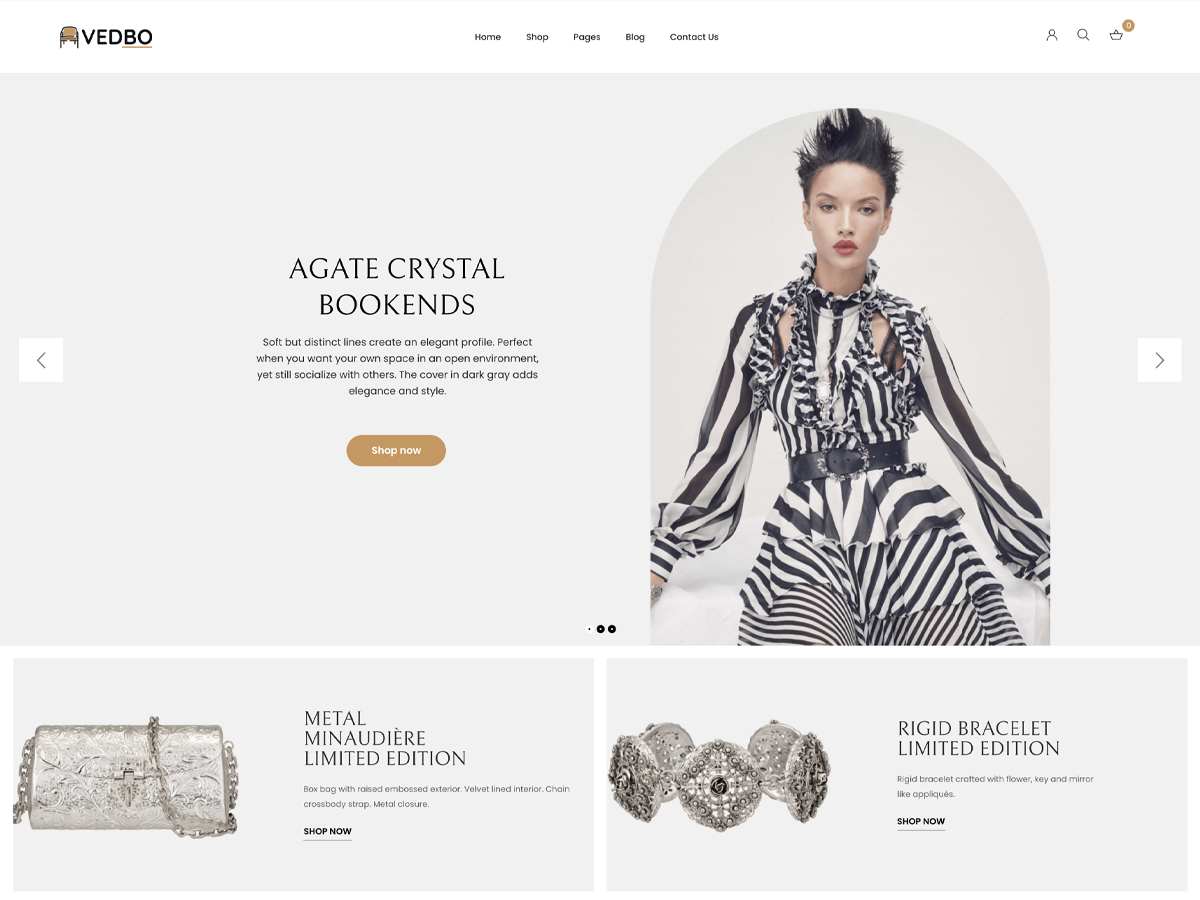 VEDBO
Home Shop Pages Blog Contact Us
0
AGATE CRYSTAL
BOOKENDS
Soft but distinct lines create an elegant profile. Perfect
when you want your own space in an open environment,
yet still socialize with others. The cover in dark gray adds
elegance and style.
Shop now
METAL
MINAUDIÈRE
LIMITED EDITION
Box bag with raised embossed exterior. Velvet lined interior. Chain
crossbody strap. Metal closure.
SHOP NOW
RIGID BRACELET
LIMITED EDITION
Rigid bracelet crafted with flower, key and mirror
like appliqués.
SHOP NOW